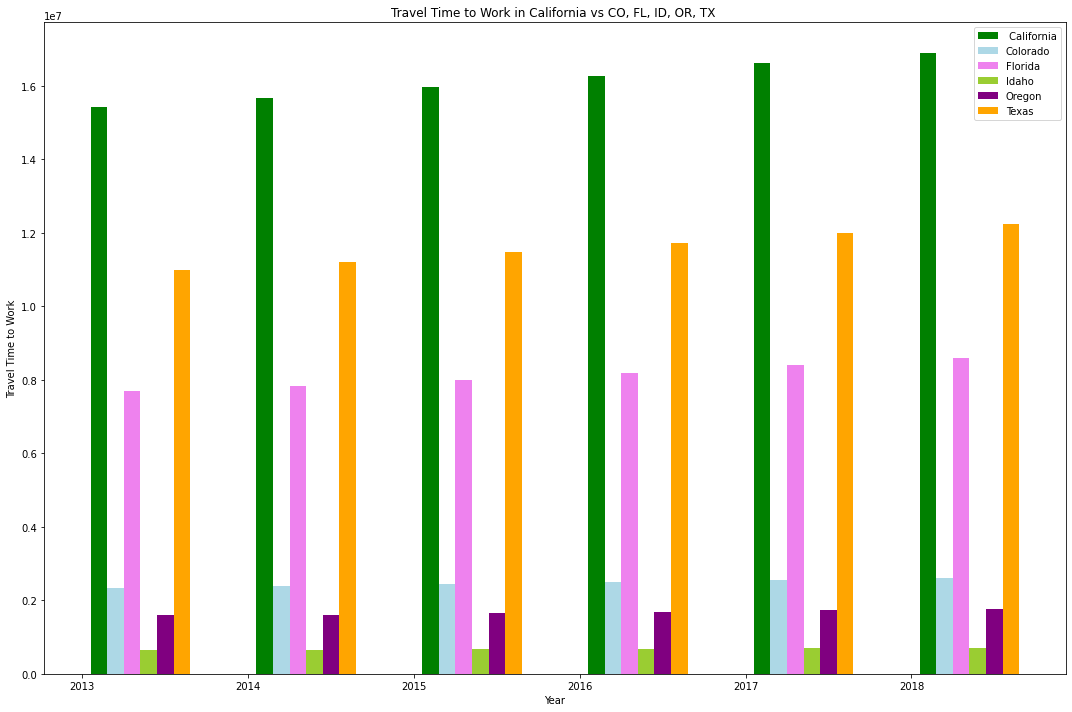 Travel Time to Work in California vs CO, FL, ID, OR, TX
1e7
California
Colorado
Florida
Idaho
Oregon
Texas
1.6
1.4
1.2
1.0
0.8
0.6
0.4
0.2
0.0
Travel Time to Work
2013 2014 2015 2016 2017 2018
Year